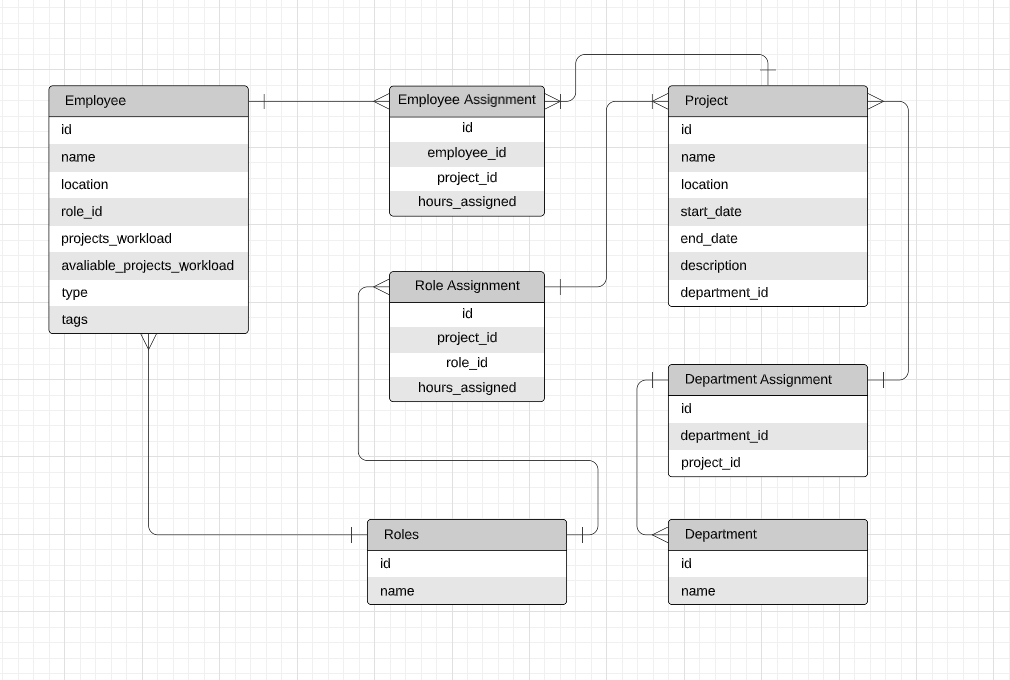 Employee
id
name
location
role_id
projects_workload
avaliable_projects_workload
type
tags
Employee Assignment
id
employee_id
project_id
hours_assigned
Project
id
name
location
start_date
end_date
description
department_id
Role Assignment
id
project_id
role_id
hours_assigned
Department Assignment
id
department_id
project_id
Roles
id
name
Department
id
name